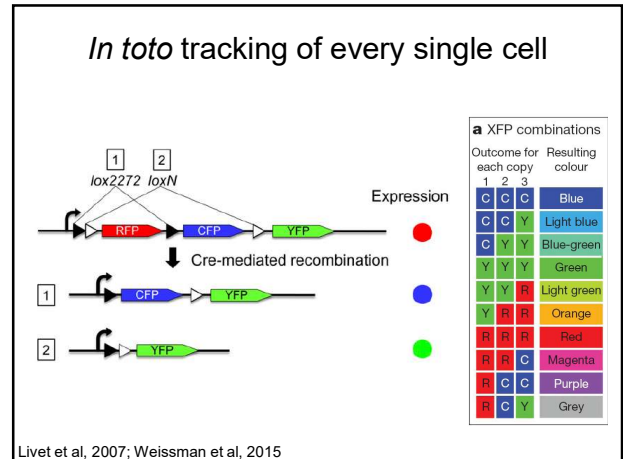 In toto tracking of every single cell
1 2
lox2272 loxN
Expression
RFP CFP YFP
Cre-mediated recombination
1 CFP YFP
2 YFP
a XFP combinations
Outcome for each copy Resulting colour
1 2 3
C C C Blue
C C Y Light blue
C Y Y Blue-green
Y Y Y Green
Y Y R Light green
Y R R Orange
R R R Red
R R C Magenta
R C C Purple
R C Y Grey
Livet et al, 2007; Weissman et al, 2015